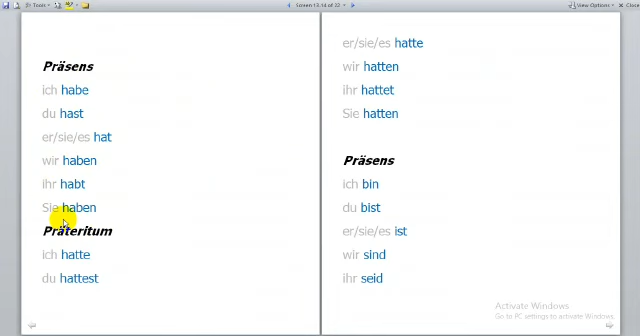 Tools
Screen 13-14 of 22
View Options
Close
Präsens
ich habe
du hast
er/sie/es hat
wir haben
ihr habt
Sie haben
Präteritum
ich hatte
du hattest
er/sie/es hatte
wir hatten
ihr hattet
Sie hatten
Präsens
ich bin
du bist
er/sie/es ist
wir sind
ihr seid
Activate Windows
Go to PC settings to activate Windows.